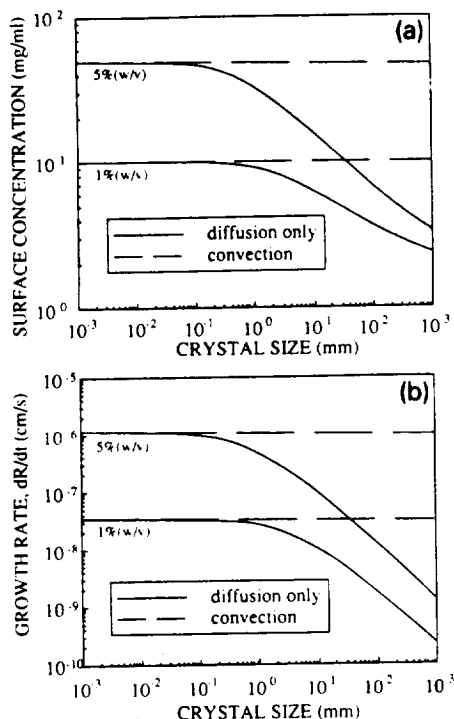 (a)
SURFACE CONCENTRATION (mg/ml)
10²
10¹
10⁰
5%(w/v)
1%(w/v)
diffusion only
convection
10⁻³ 10⁻² 10⁻¹ 10⁰ 10¹ 10² 10³
CRYSTAL SIZE (mm)
(b)
GROWTH RATE, dR/dt (cm/s)
10⁻⁵
10⁻⁶
10⁻⁷
10⁻⁸
10⁻⁹
10⁻¹⁰
5%(w/v)
1%(w/v)
diffusion only
convection
10⁻³ 10⁻² 10⁻¹ 10⁰ 10¹ 10² 10³
CRYSTAL SIZE (mm)